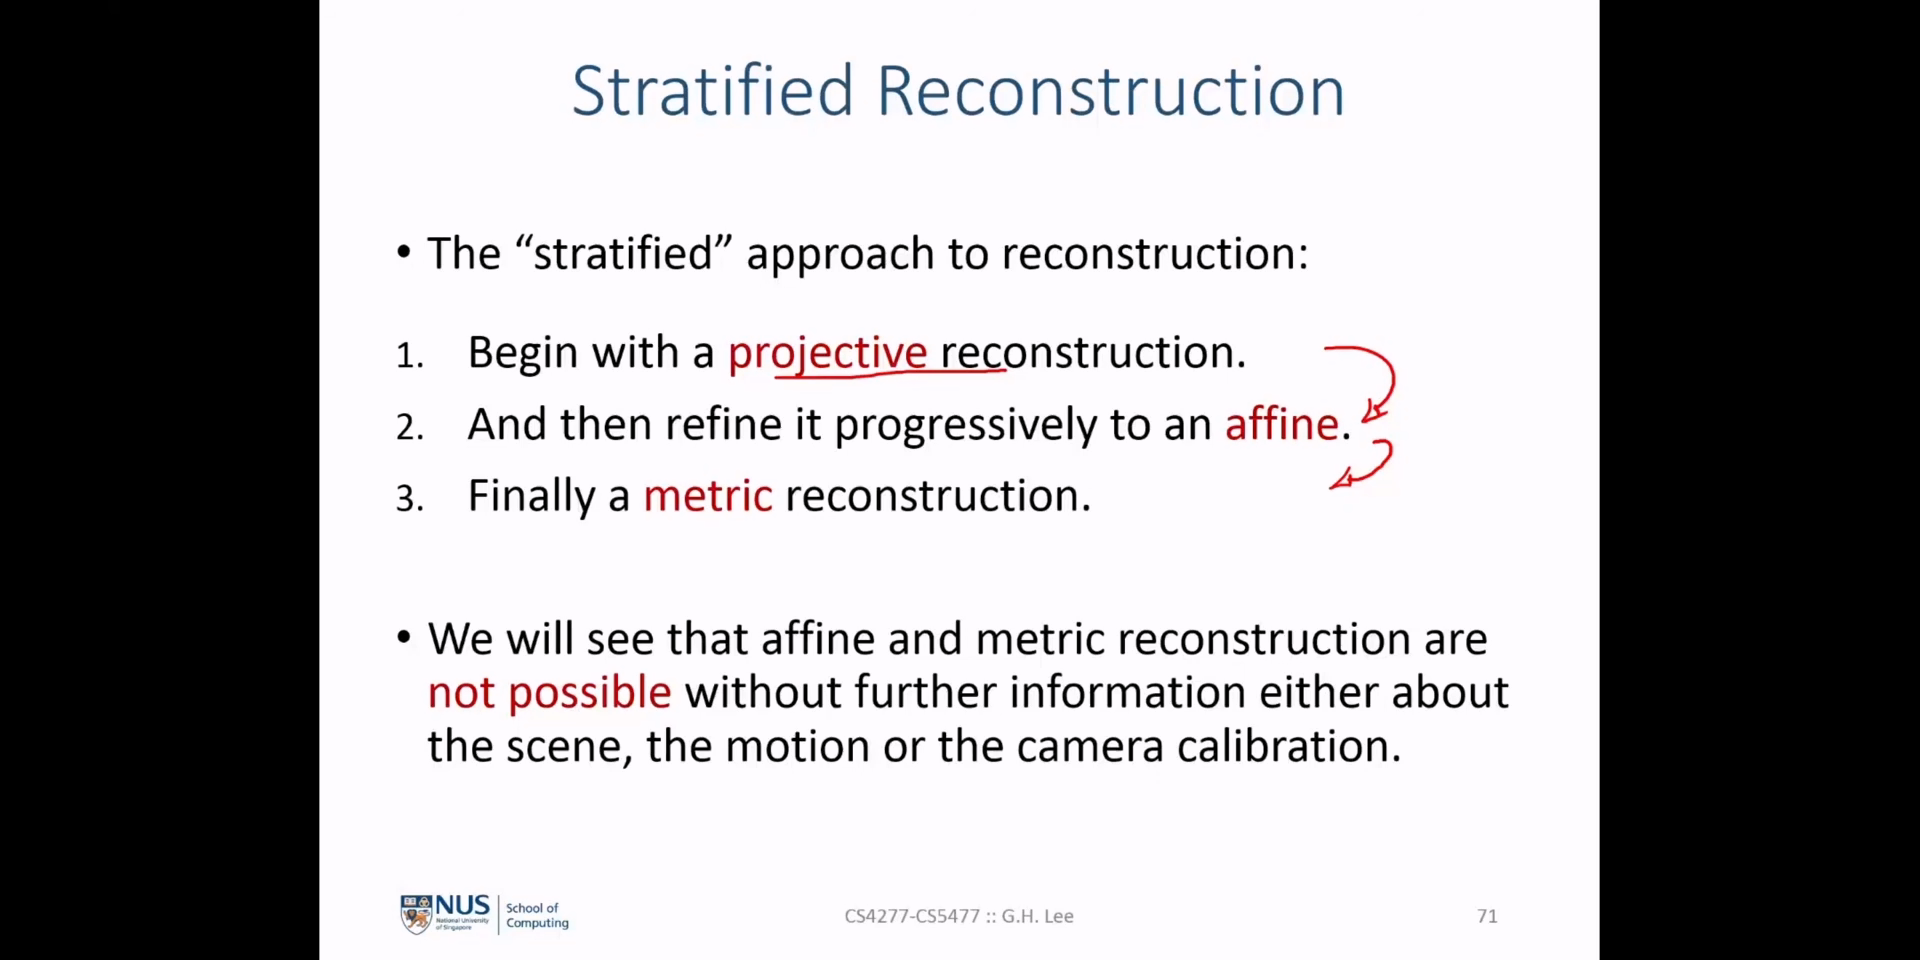 Stratified Reconstruction
• The “stratified” approach to reconstruction:
1. Begin with a projective reconstruction.
2. And then refine it progressively to an affine.
3. Finally a metric reconstruction.
• We will see that affine and metric reconstruction are
not possible without further information either about
the scene, the motion or the camera calibration.
NUS
National University
of Singapore
School of
Computing
CS4277-CS5477 :: G.H. Lee
71